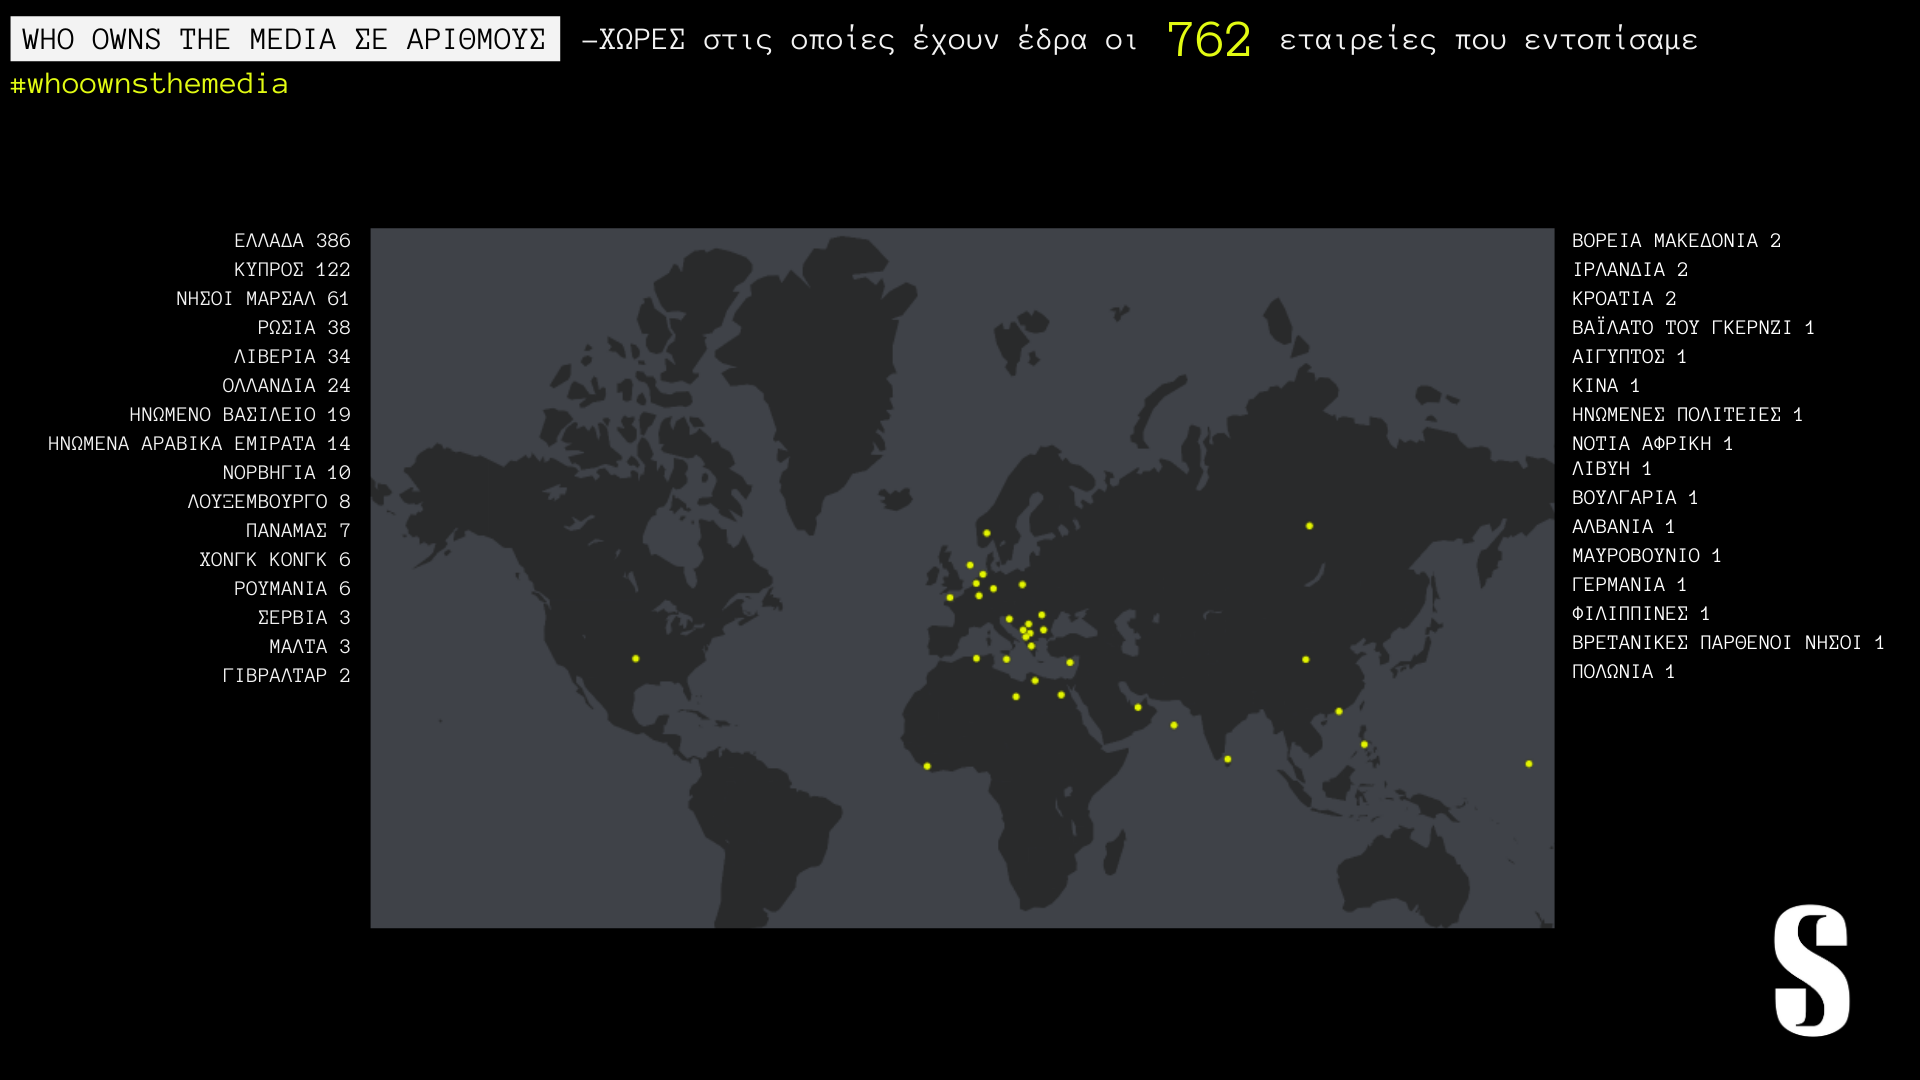 WHO OWNS THE MEDIA ΣΕ ΑΡΙΘΜΟΥΣ –ΧΩΡΕΣ στις οποίες έχουν έδρα οι 762 εταιρείες που εντοπίσαμε
#whoownsthemedia
ΕΛΛΑΔΑ 386
ΚΥΠΡΟΣ 122
ΝΗΣΟΙ ΜΑΡΣΑΛ 61
ΡΩΣΙΑ 38
ΛΙΒΕΡΙΑ 34
ΟΛΛΑΝΔΙΑ 24
ΗΝΩΜΕΝΟ ΒΑΣΙΛΕΙΟ 19
ΗΝΩΜΕΝΑ ΑΡΑΒΙΚΑ ΕΜΙΡΑΤΑ 14
ΝΟΡΒΗΓΙΑ 10
ΛΟΥΞΕΜΒΟΥΡΓΟ 8
ΠΑΝΑΜΑΣ 7
ΧΟΝΓΚ ΚΟΝΓΚ 6
ΡΟΥΜΑΝΙΑ 6
ΣΕΡΒΙΑ 3
ΜΑΛΤΑ 3
ΓΙΒΡΑΛΤΑΡ 2
ΒΟΡΕΙΑ ΜΑΚΕΔΟΝΙΑ 2
ΙΡΛΑΝΔΙΑ 2
ΚΡΟΑΤΙΑ 2
ΒΑΪΛΑΤΟ ΤΟΥ ΓΚΕΡΝΖΙ 1
ΑΙΓΥΠΤΟΣ 1
ΚΙΝΑ 1
ΗΝΩΜΕΝΕΣ ΠΟΛΙΤΕΙΕΣ 1
ΝΟΤΙΑ ΑΦΡΙΚΗ 1
ΛΙΒΥΗ 1
ΒΟΥΛΓΑΡΙΑ 1
ΑΛΒΑΝΙΑ 1
ΜΑΥΡΟΒΟΥΝΙΟ 1
ΓΕΡΜΑΝΙΑ 1
ΦΙΛΙΠΠΙΝΕΣ 1
ΒΡΕΤΑΝΙΚΕΣ ΠΑΡΘΕΝΟΙ ΝΗΣΟΙ 1
ΠΟΛΩΝΙΑ 1
S